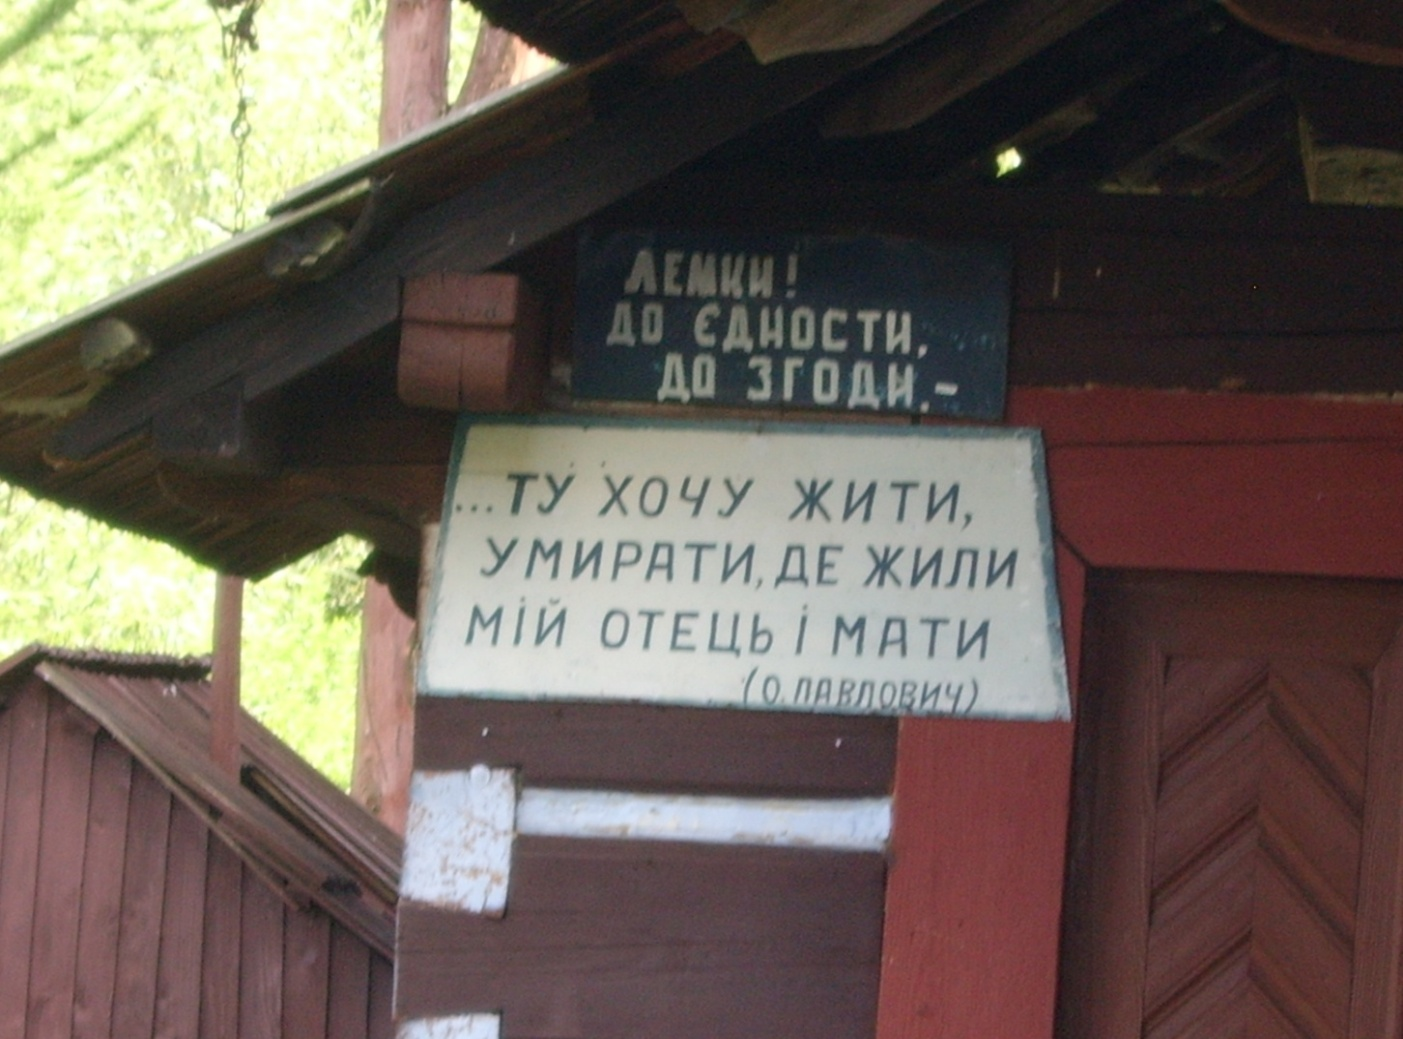 ЛЕМКИ!
ДО ЄДНОСТИ,
ДО ЗГОДИ.-
...ТУ ХОЧУ ЖИТИ,
УМИРАТИ, ДЕ ЖИЛИ
МІЙ ОТЕЦЬ І МАТИ
(О. ПАВЛОВИЧ)